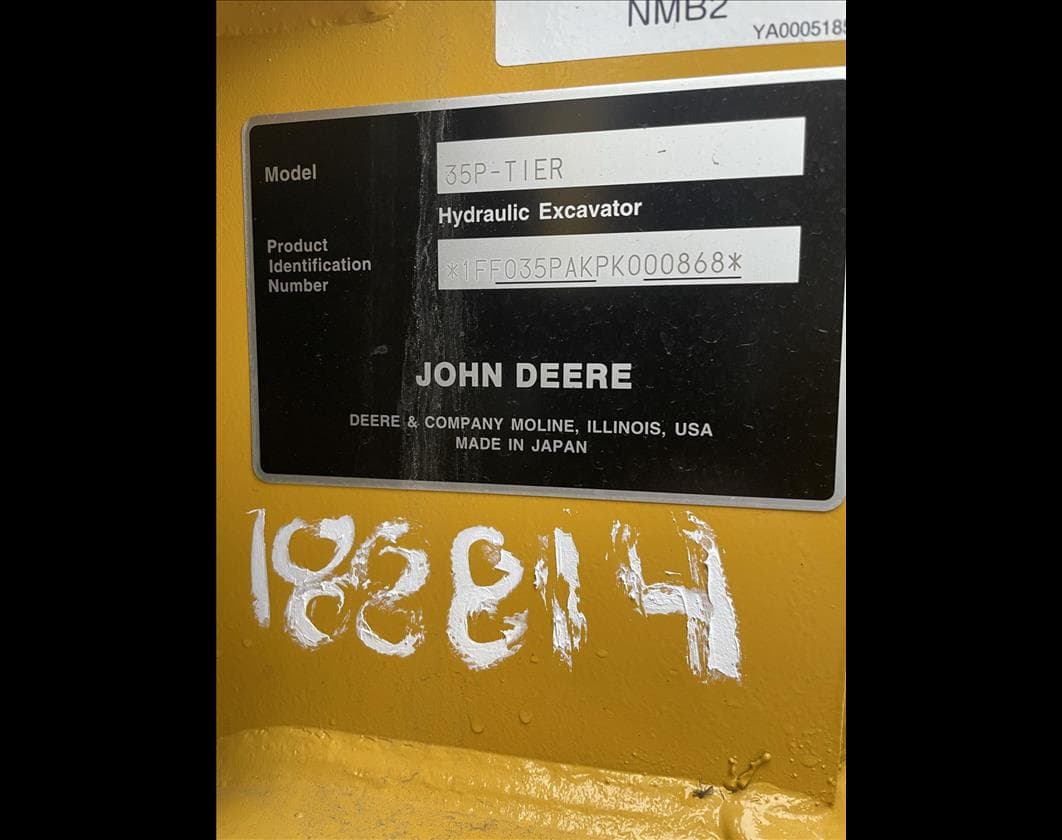 NMB2
YA0005185
Model
35P-TIER
Hydraulic Excavator
Product
Identification
Number
*1FF035PAKPK000868*
JOHN DEERE
DEERE & COMPANY MOLINE, ILLINOIS, USA
MADE IN JAPAN
188814